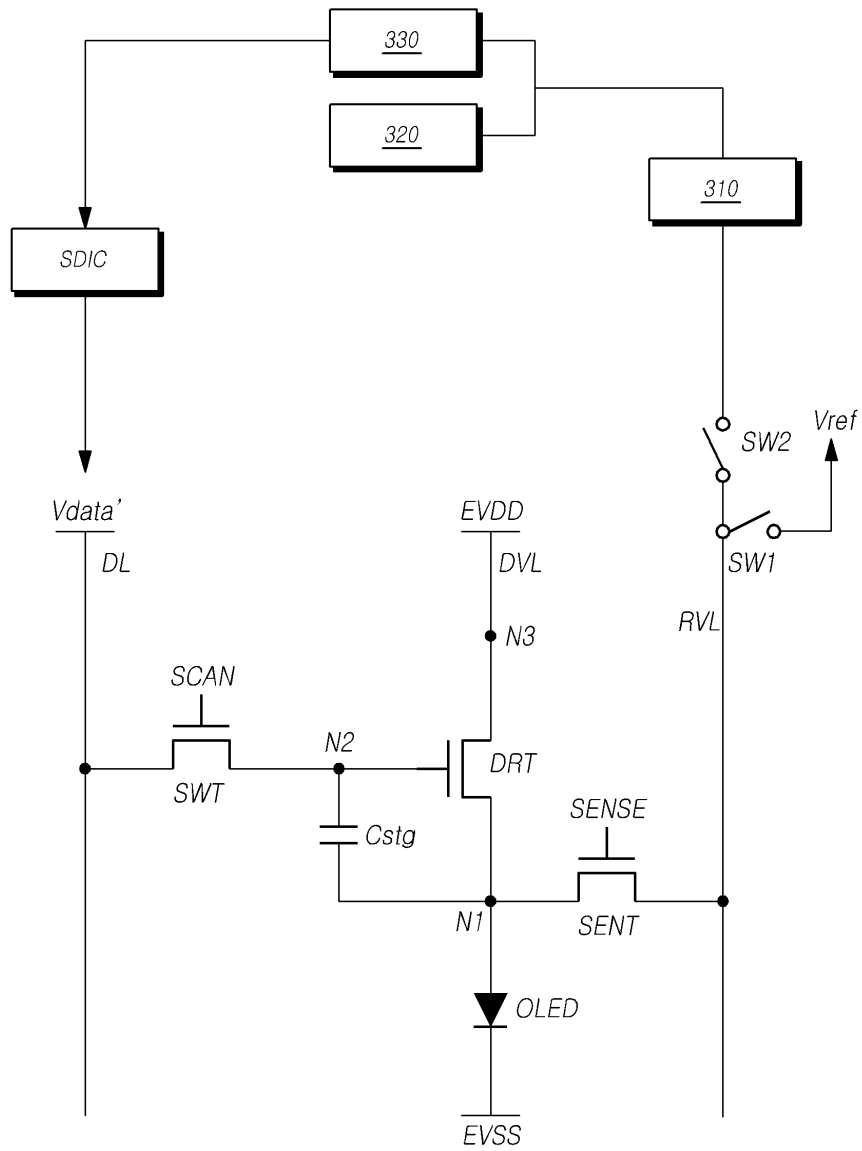 330
320
310
SDIC
Vref
SW2
Vdata'
EVDD
DL
DVL
SW1
RVL
N3
SCAN
N2
DRT
SWT
SENSE
Cstg
N1
SENT
OLED
EVSS